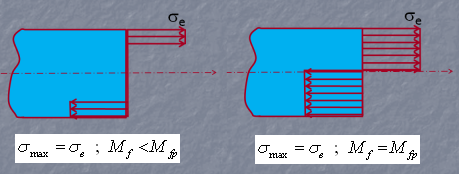 σe
σe
σmax = σe ; Mf < Mfp
σmax = σe ; Mf = Mfp